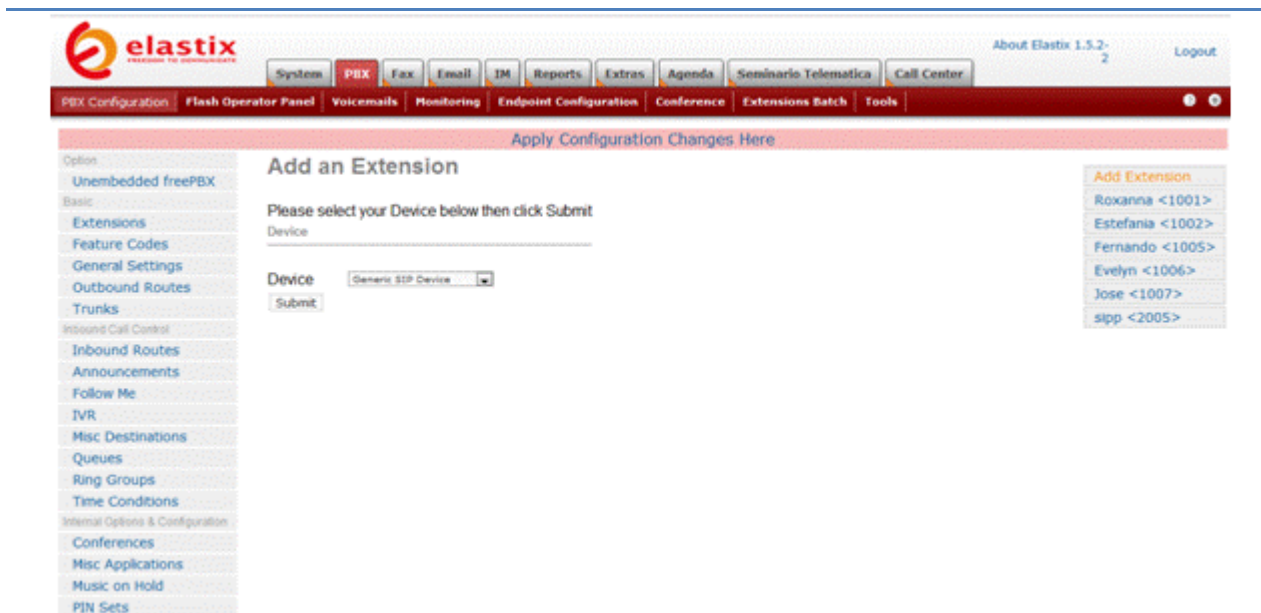 elastix
FREEDOM TO COMMUNICATE
About Elastix 1.5.2-2
Logout
System PBX Fax Email IM Reports Extras Agenda Seminario Telematica Call Center
PBX Configuration Flash Operator Panel Voicemails Monitoring Endpoint Configuration Conference Extensions Batch Tools
Apply Configuration Changes Here
Option
Unembedded freePBX
Basic
Extensions
Feature Codes
General Settings
Outbound Routes
Trunks
Inbound Call Control
Inbound Routes
Announcements
Follow Me
IVR
Misc Destinations
Queues
Ring Groups
Time Conditions
Internal Options & Configuration
Conferences
Misc Applications
Music on Hold
PIN Sets
Add an Extension
Please select your Device below then click Submit
Device
Device Generic SIP Device
Submit
Add Extension
Roxanna <1001>
Estefania <1002>
Fernando <1005>
Evelyn <1006>
Jose <1007>
sipp <2005>